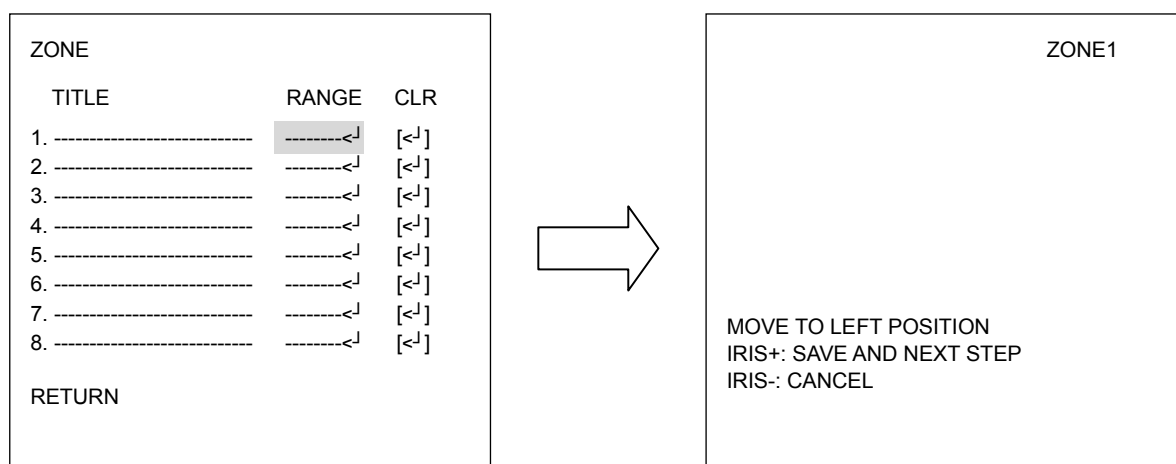 ZONE
TITLE RANGE CLR
1. ---------------------------- --------<┘ [<┘]
2. ---------------------------- --------<┘ [<┘]
3. ---------------------------- --------<┘ [<┘]
4. ---------------------------- --------<┘ [<┘]
5. ---------------------------- --------<┘ [<┘]
6. ---------------------------- --------<┘ [<┘]
7. ---------------------------- --------<┘ [<┘]
8. ---------------------------- --------<┘ [<┘]
RETURN
ZONE1
MOVE TO LEFT POSITION
IRIS+: SAVE AND NEXT STEP
IRIS-: CANCEL